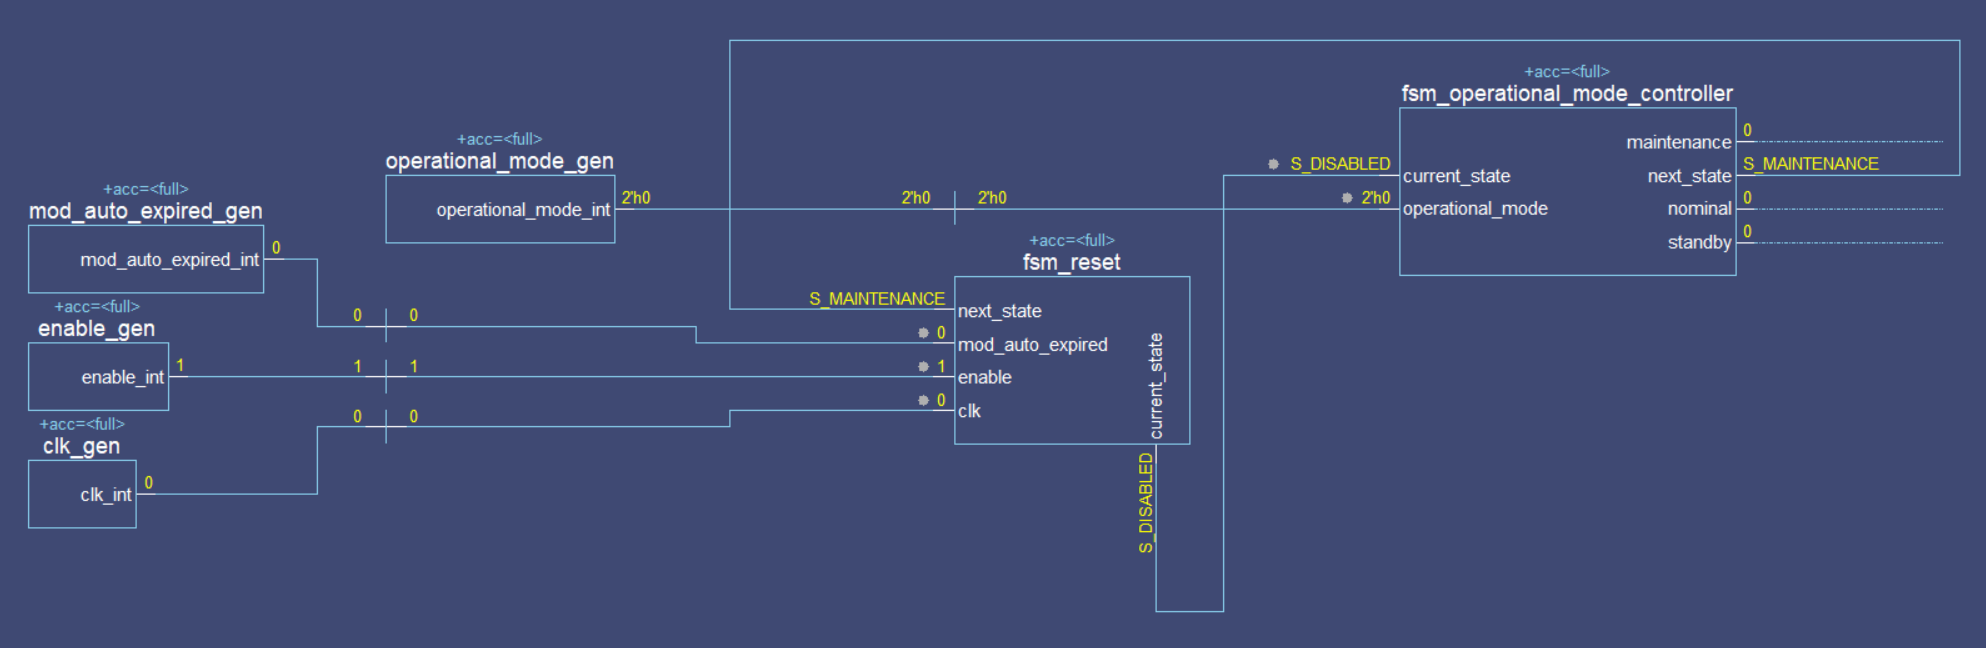 +acc=<full>
fsm_operational_mode_controller
maintenance
0
S_DISABLED
current_state
next_state
S_MAINTENANCE
2'h0
operational_mode
nominal
0
standby
0
+acc=<full>
operational_mode_gen
operational_mode_int
2'h0
2'h0
2'h0
+acc=<full>
mod_auto_expired_gen
mod_auto_expired_int
0
0
0
+acc=<full>
fsm_reset
S_MAINTENANCE
next_state
0
mod_auto_expired
1
enable
0
clk
current_state
S_DISABLED
+acc=<full>
enable_gen
enable_int
1
1
1
+acc=<full>
clk_gen
clk_int
0
0
0